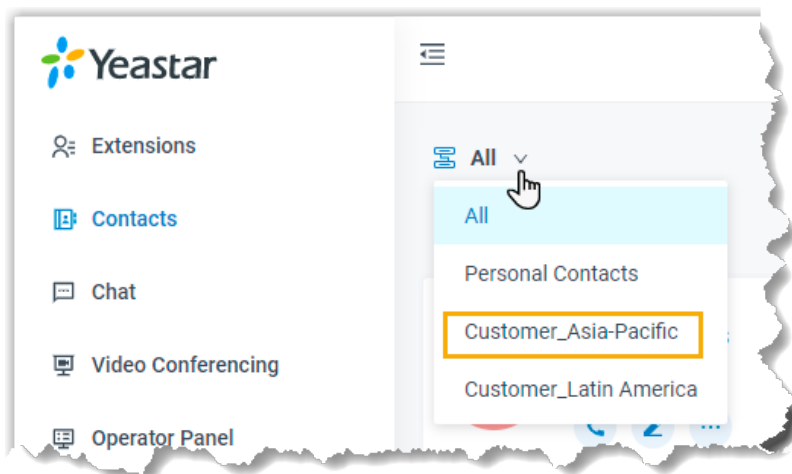 Yeastar
Extensions
Contacts
Chat
Video Conferencing
Operator Panel
All
All
Personal Contacts
Customer_Asia-Pacific
Customer_Latin America